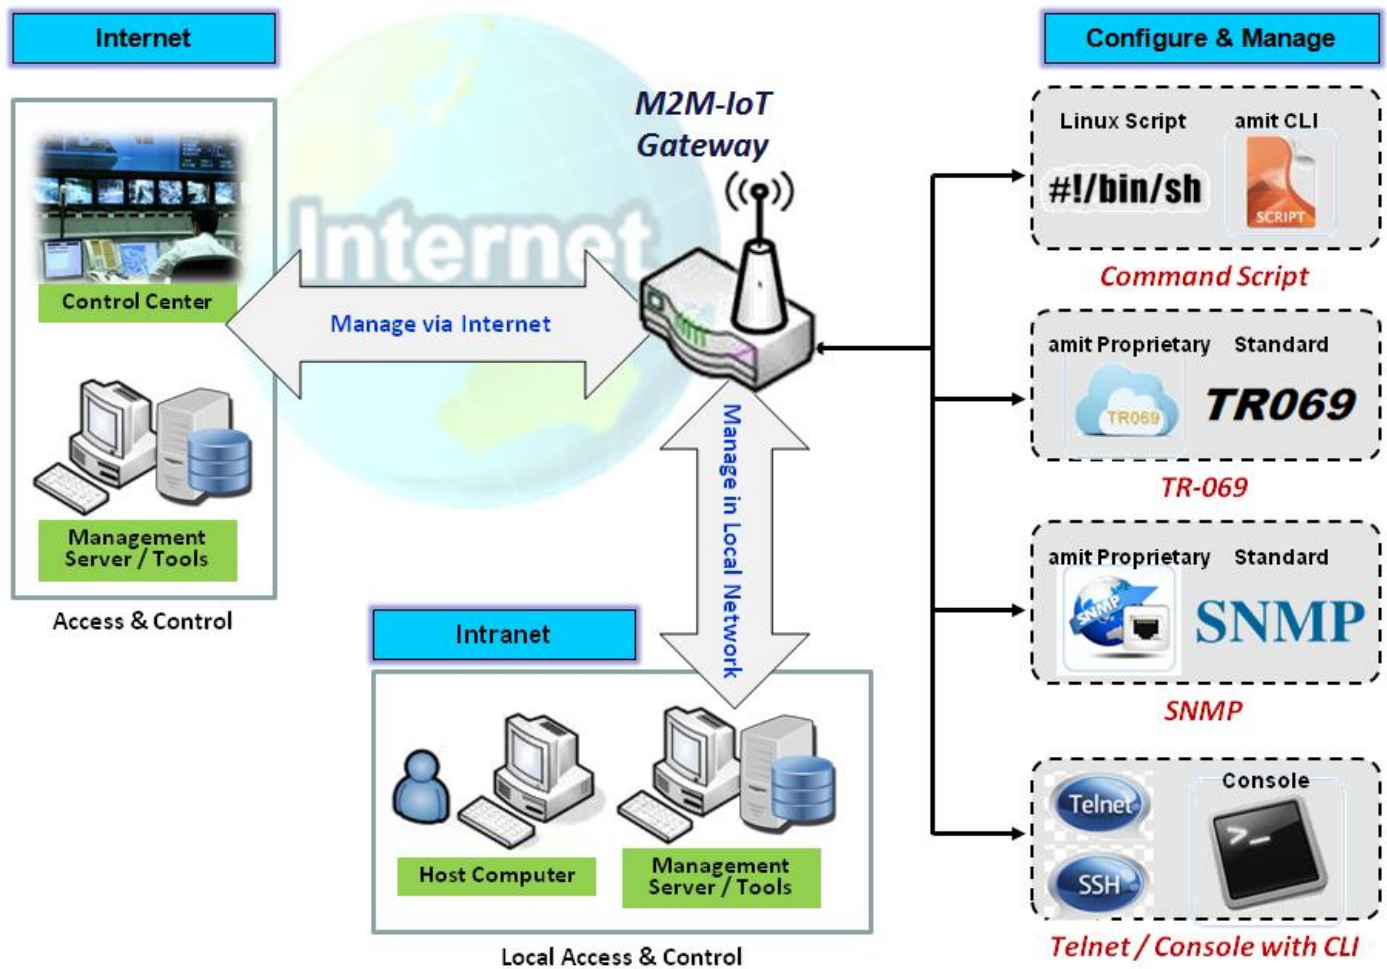 Internet
Configure & Manage
M2M-IoT
Gateway
Internet
Control Center
Manage via Internet
Management
Server / Tools
Access & Control
Manage in Local Network
Intranet
Host Computer
Management
Server / Tools
Local Access & Control
Linux Script
amit CLI
#!/bin/sh
SCRIPT
Command Script
amit Proprietary
Standard
TR069
TR069
TR-069
amit Proprietary
Standard
SNMP
SNMP
SNMP
Telnet
Console
>_
SSH
Telnet / Console with CLI